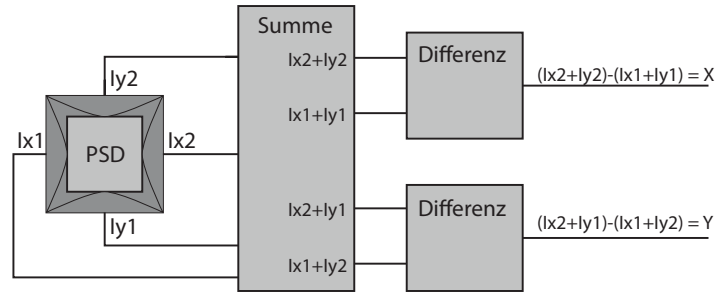 Summe
Iy2
Ix2+Iy2
Differenz
(Ix2+Iy2)-(Ix1+Iy1) = X
Ix1+Iy1
Ix1
PSD
Ix2
Iy1
Ix2+Iy1
Differenz
(Ix2+Iy1)-(Ix1+Iy2) = Y
Ix1+Iy2